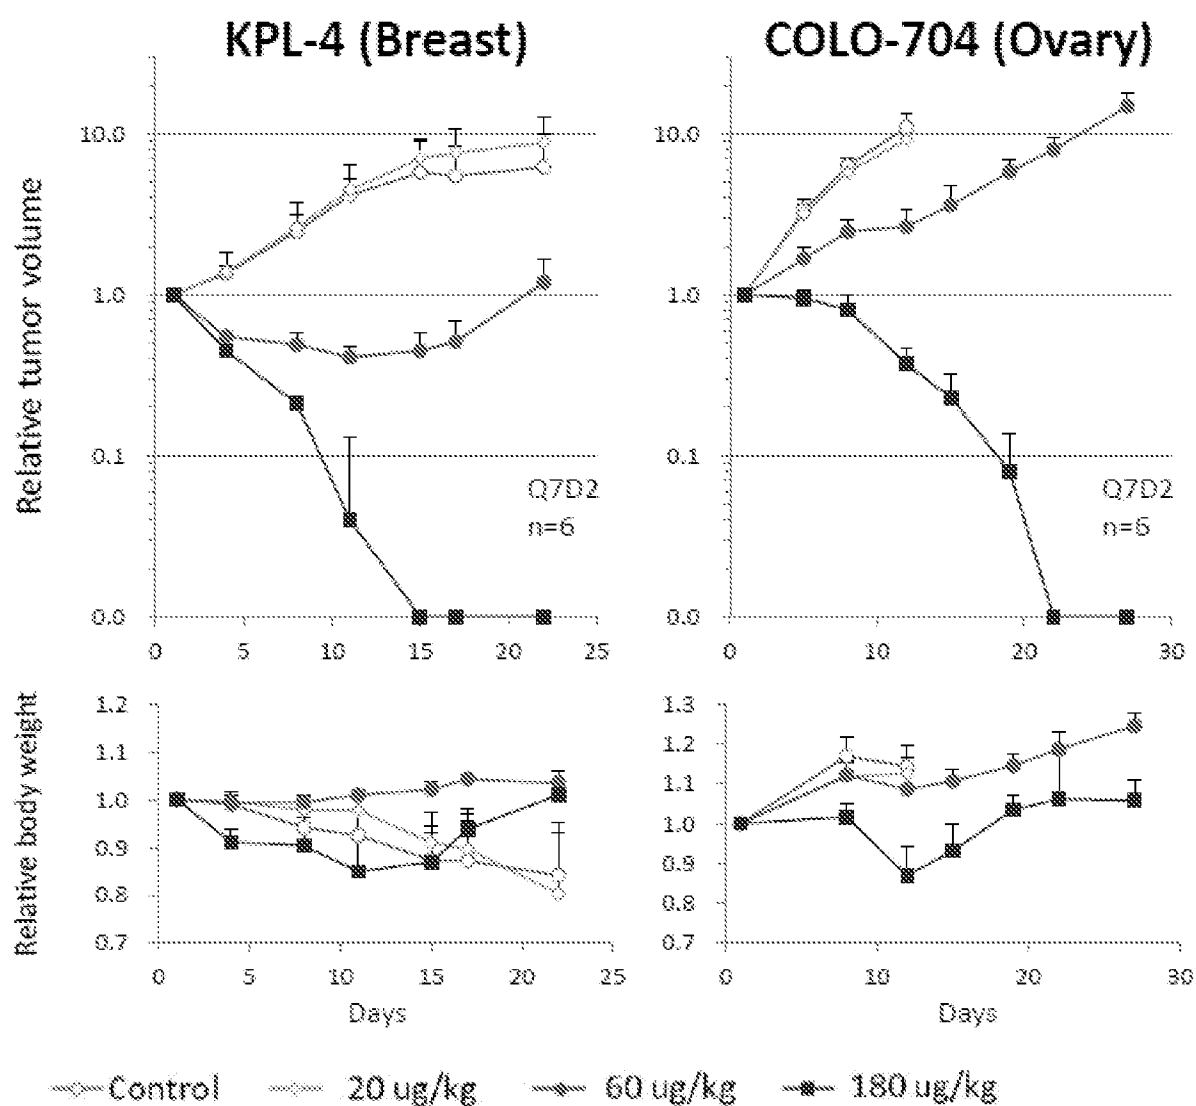 KPL-4 (Breast)
COLO-704 (Ovary)
Relative tumor volume
10.0
1.0
0.1
0.0
Q7D2
n=6
0 5 10 15 20 25
10.0
1.0
0.1
0.0
Q7D2
n=6
0 10 20 30
Relative body weight
1.2
1.1
1.0
0.9
0.8
0.7
0 5 10 15 20 25
Days
1.3
1.2
1.1
1.0
0.9
0.8
0.7
0 10 20 30
Days
Control 20 ug/kg 60 ug/kg 180 ug/kg